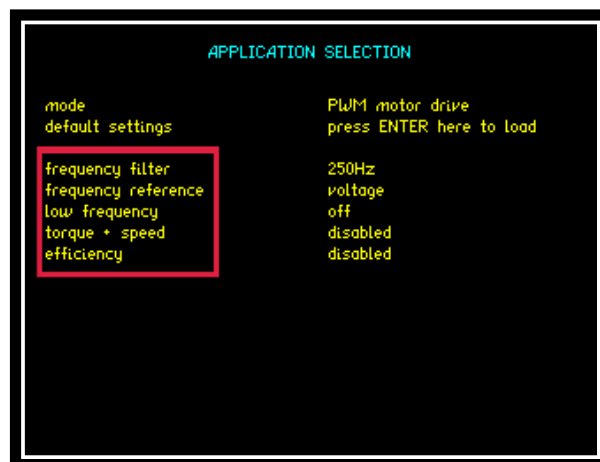 APPLICATION SELECTION
mode PWM motor drive
default settings press ENTER here to load
frequency filter 250Hz
frequency reference voltage
low frequency off
torque + speed disabled
efficiency disabled